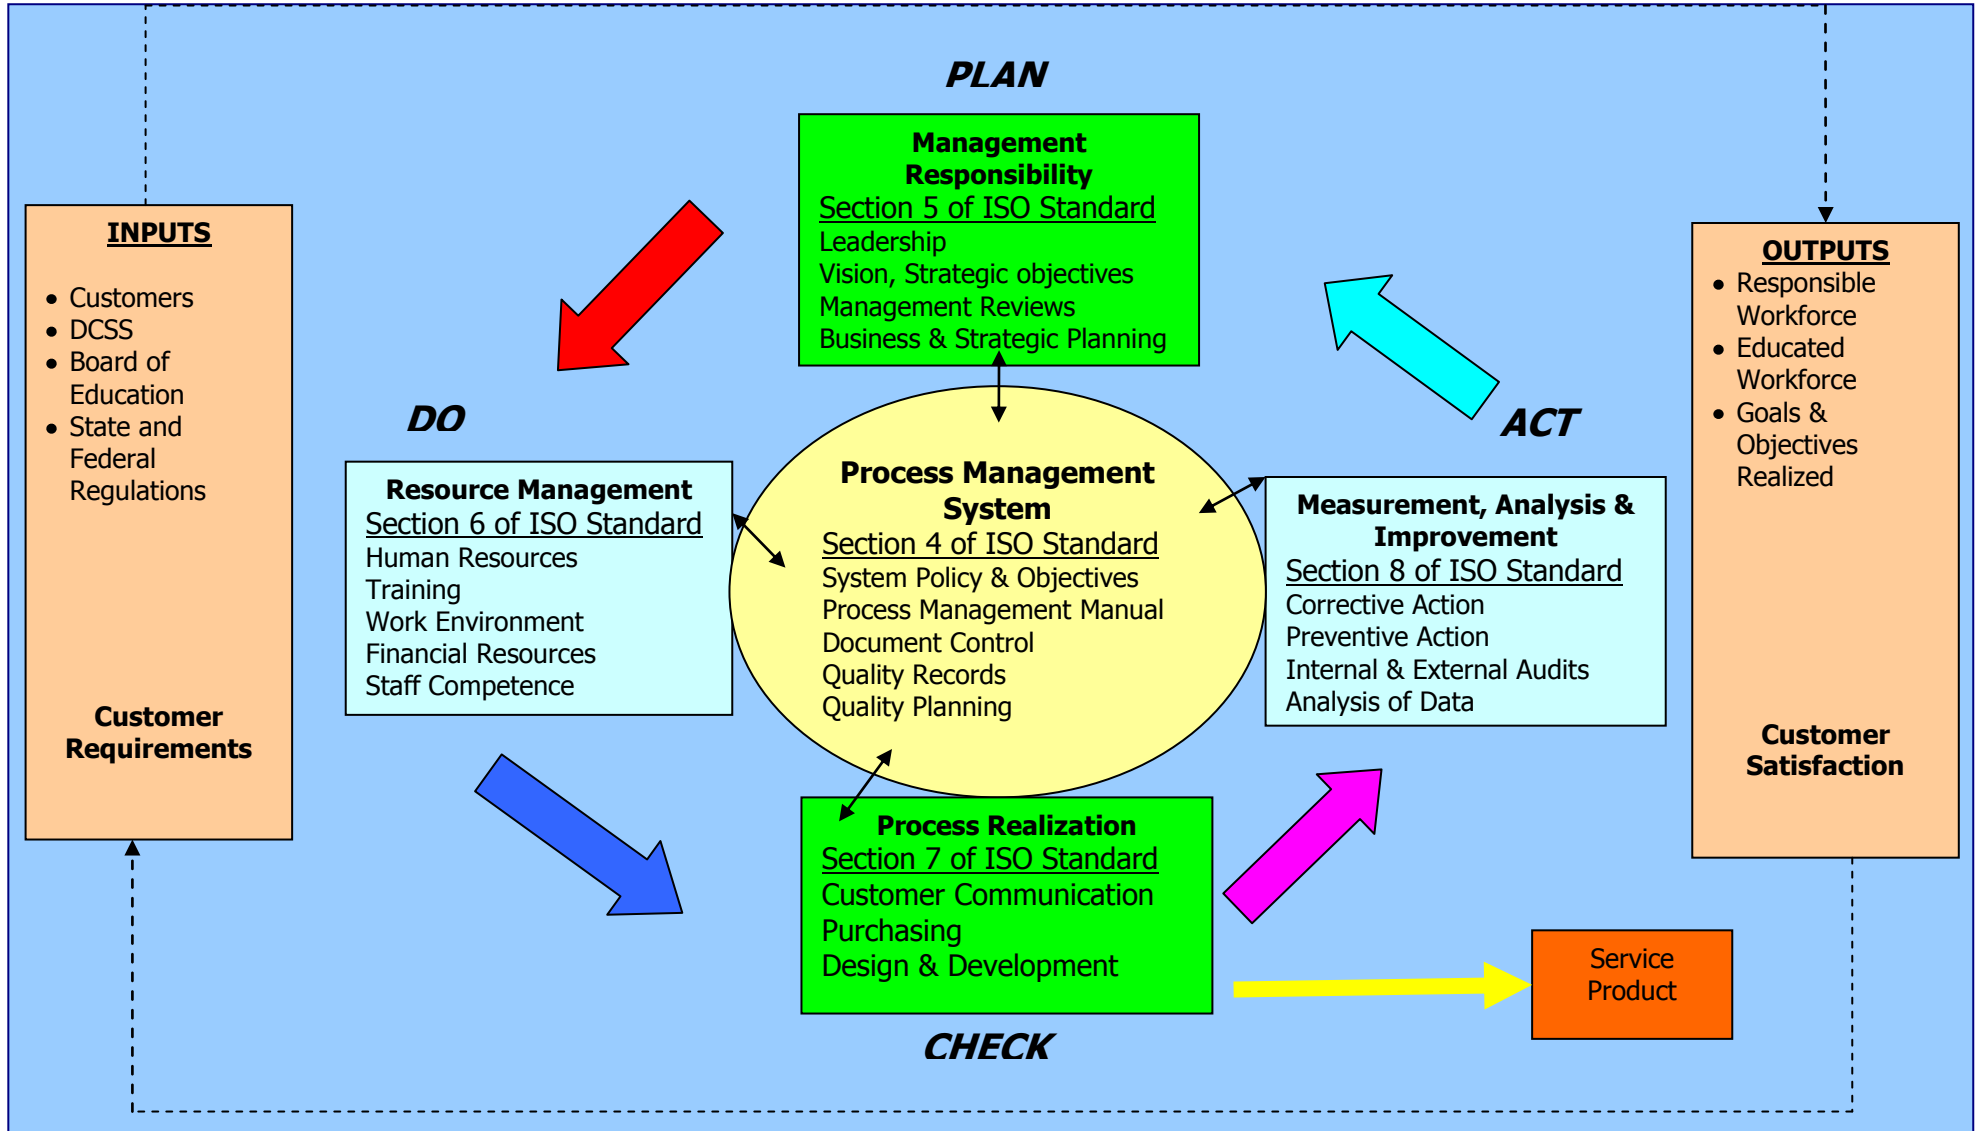 PLAN
Management
Responsibility
Section 5 of ISO Standard
Leadership
Vision, Strategic objectives
Management Reviews
Business & Strategic Planning
INPUTS
• Customers
• DCSS
• Board of
Education
• State and
Federal
Regulations
Customer
Requirements
DO
Resource Management
Section 6 of ISO Standard
Human Resources
Training
Work Environment
Financial Resources
Staff Competence
Process Management
System
Section 4 of ISO Standard
System Policy & Objectives
Process Management Manual
Document Control
Quality Records
Quality Planning
ACT
Measurement, Analysis &
Improvement
Section 8 of ISO Standard
Corrective Action
Preventive Action
Internal & External Audits
Analysis of Data
OUTPUTS
• Responsible
Workforce
• Educated
Workforce
• Goals &
Objectives
Realized
Customer
Satisfaction
Process Realization
Section 7 of ISO Standard
Customer Communication
Purchasing
Design & Development
CHECK
Service
Product